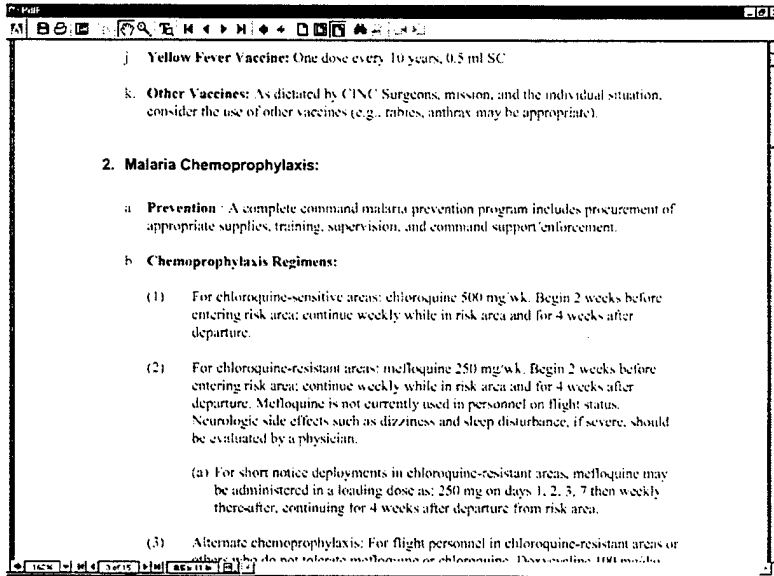 j Yellow Fever Vaccine: One dose every 10 years, 0.5 ml SC
k. Other Vaccines: As dictated by CINC Surgeons, mission, and the individual situation,
consider the use of other vaccines (e.g., rabies, anthrax may be appropriate).
2. Malaria Chemoprophylaxis:
a Prevention - A complete command malaria prevention program includes procurement of
appropriate supplies, training, supervision, and command support/enforcement.
b Chemoprophylaxis Regimens:
(1) For chloroquine-sensitive areas: chloroquine 500 mg/wk. Begin 2 weeks before
entering risk area; continue weekly while in risk area and for 4 weeks after
departure.
(2) For chloroquine-resistant areas: mefloquine 250 mg/wk. Begin 2 weeks before
entering risk area; continue weekly while in risk area and for 4 weeks after
departure. Mefloquine is not currently used in personnel on flight status.
Neurologic side effects such as dizziness and sleep disturbance, if severe, should
be evaluated by a physician.
(a) For short notice deployments in chloroquine-resistant areas, mefloquine may
be administered in a loading dose as: 250 mg on days 1, 2, 3, 7 then weekly
thereafter, continuing for 4 weeks after departure from risk area.
(3) Alternate chemoprophylaxis: For flight personnel in chloroquine-resistant areas or
others who do not tolerate mefloquine or chloroquine, Doxycycline 100 mg/day
3 of 15